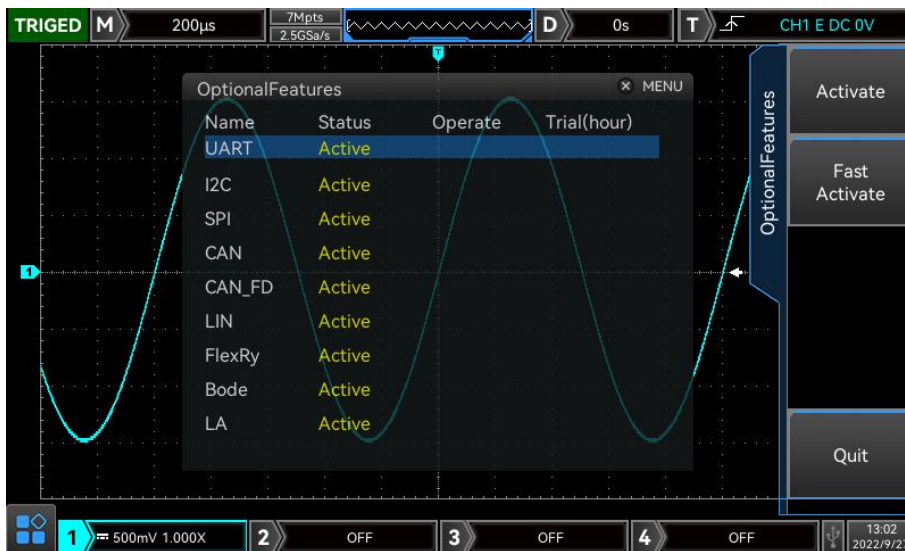 TRIGED M 200μs 7Mpts D 0s T CH1 E DC 0V
2.5GSa/s
T
OptionalFeatures MENU
Name Status Operate Trial(hour)
UART Active
I2C Active
SPI Active
CAN Active
CAN_FD Active
LIN Active
FlexRy Active
Bode Active
LA Active
1
OptionalFeatures
Activate
Fast
Activate
Quit
1 500mV 1.000X 2 OFF 3 OFF 4 OFF 13:02
2022/9/27